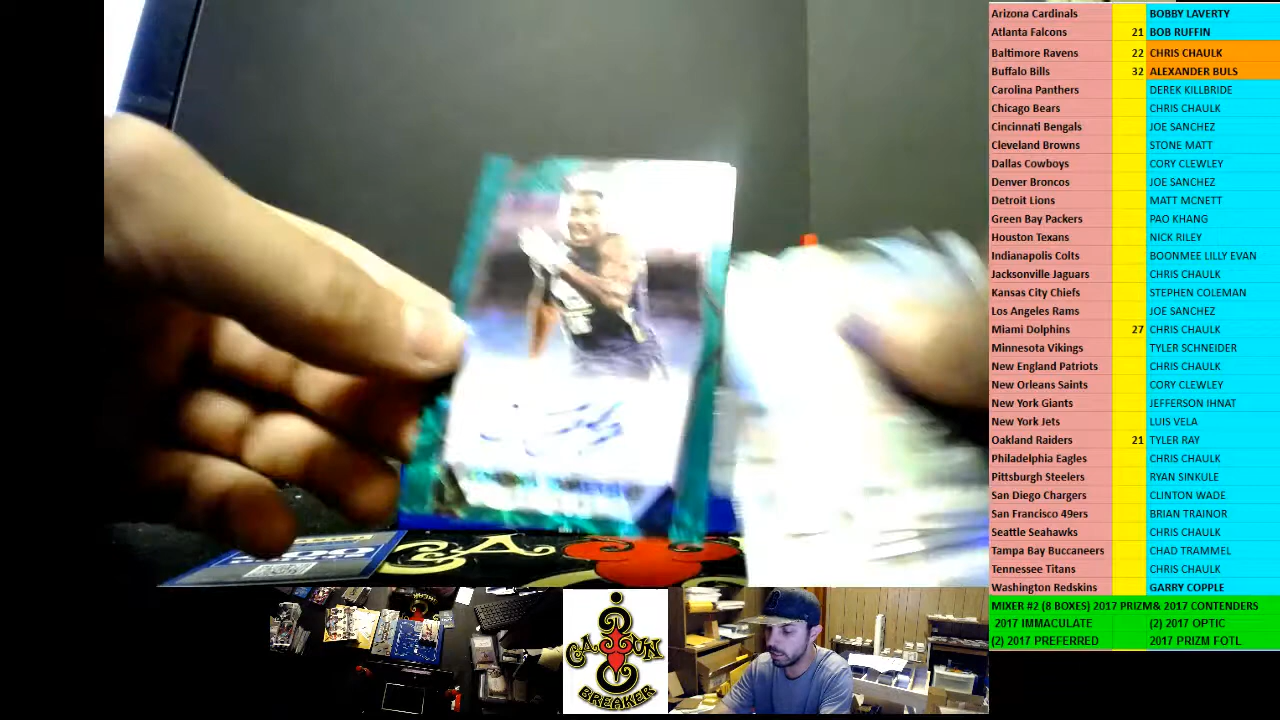 Arizona Cardinals BOBBY LAVERTY
Atlanta Falcons 21 BOB RUFFIN
Baltimore Ravens 22 CHRIS CHAULK
Buffalo Bills 32 ALEXANDER BULS
Carolina Panthers DEREK KILLBRIDE
Chicago Bears CHRIS CHAULK
Cincinnati Bengals JOE SANCHEZ
Cleveland Browns STONE MATT
Dallas Cowboys CORY CLEWLEY
Denver Broncos JOE SANCHEZ
Detroit Lions MATT MCNETT
Green Bay Packers PAO KHANG
Houston Texans NICK RILEY
Indianapolis Colts BOONMEE LILLY EVAN
Jacksonville Jaguars CHRIS CHAULK
Kansas City Chiefs STEPHEN COLEMAN
Los Angeles Rams JOE SANCHEZ
Miami Dolphins 27 CHRIS CHAULK
Minnesota Vikings TYLER SCHNEIDER
New England Patriots CHRIS CHAULK
New Orleans Saints CORY CLEWLEY
New York Giants JEFFERSON IHNAT
New York Jets LUIS VELA
Oakland Raiders 21 TYLER RAY
Philadelphia Eagles CHRIS CHAULK
Pittsburgh Steelers RYAN SINKULE
San Diego Chargers CLINTON WADE
San Francisco 49ers BRIAN TRAINOR
Seattle Seahawks CHRIS CHAULK
Tampa Bay Buccaneers CHAD TRAMMEL
Tennessee Titans CHRIS CHAULK
Washington Redskins GARRY COPPLE
MIXER #2 (8 BOXES) 2017 PRIZM& 2017 CONTENDERS
2017 IMMACULATE (2) 2017 OPTIC
(2) 2017 PREFERRED 2017 PRIZM FOTL
CAJUN
BREAKER